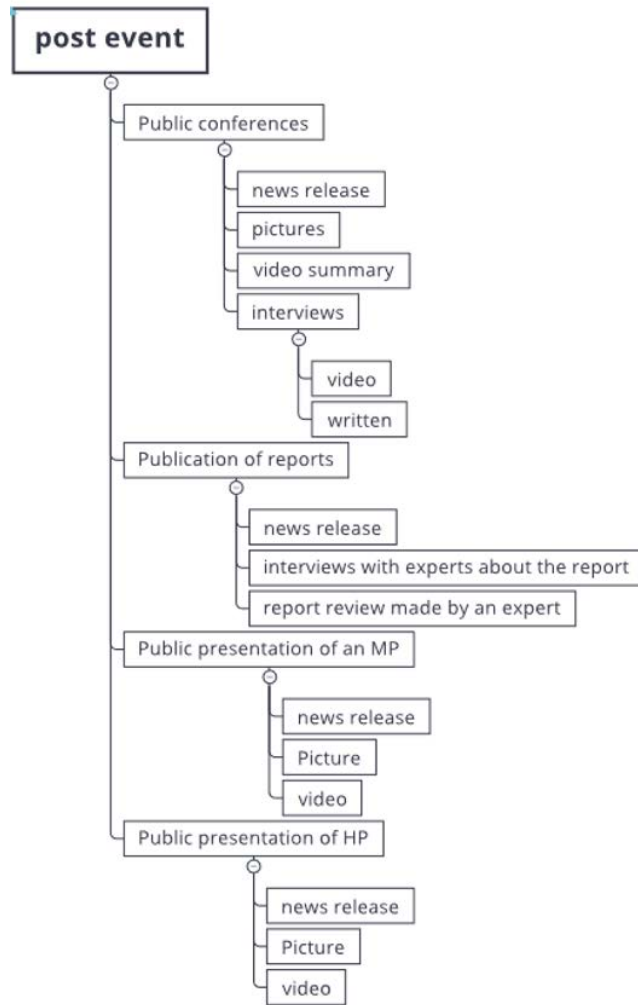 post event
Public conferences
news release
pictures
video summary
interviews
video
written
Publication of reports
news release
interviews with experts about the report
report review made by an expert
Public presentation of an MP
news release
Picture
video
Public presentation of HP
news release
Picture
video